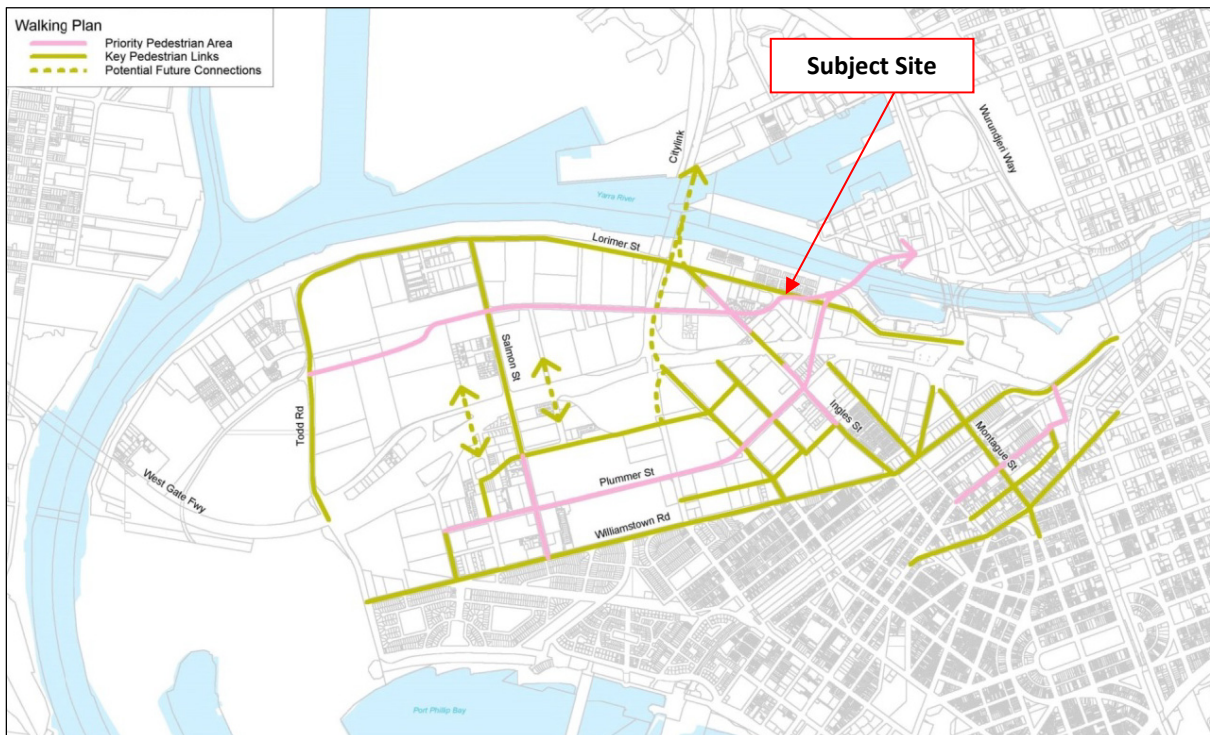 Walking Plan
Priority Pedestrian Area
Key Pedestrian Links
Potential Future Connections
Subject Site
Wurundjeri Way
Citylink
Yarra River
Lorimer St
Salmon St
Todd Rd
Ingles St
Montague St
West Gate Fwy
Plummer St
Williamstown Rd
Port Phillip Bay